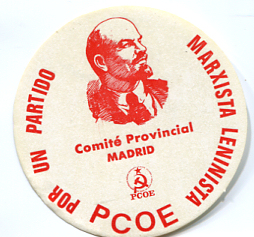 POR UN PARTIDO
MARXISTA LENINISTA
Comité Provincial
MADRID
PCOE
PCOE